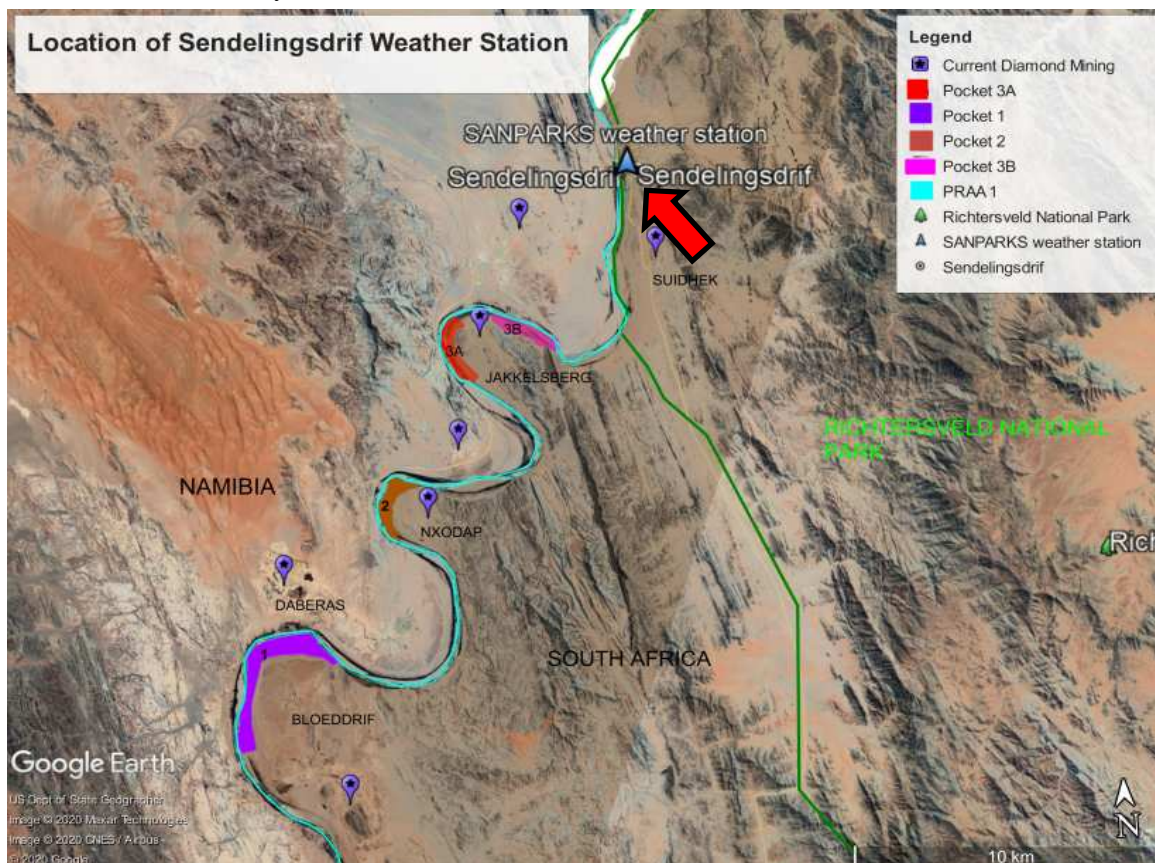 Location of Sendelingsdrif Weather Station
Legend
Current Diamond Mining
Pocket 3A
Pocket 1
Pocket 2
Pocket 3B
PRAA 1
Richtersveld National Park
SANPARKS weather station
Sendelingsdrif
SANPARKS weather station
Sendelingsdrif
Sendelingsdrif
SUIDHEK
3B
3A
JAKKELSBERG
RICHTERSVELD NATIONAL
PARK
NAMIBIA
2
NXODAP
Rich
DABERAS
1
SOUTH AFRICA
BLOEDDRIF
Google Earth
US Dept of State Geographer
Image © 2020 Maxar Technologies
Image © 2020 CNES / Airbus
© 2020 Google
N
10 km